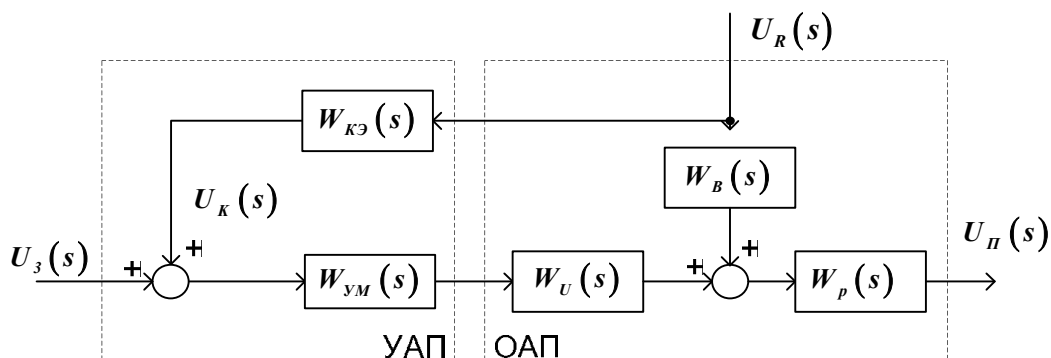 U_R(s)
W_КЭ(s)
W_В(s)
U_К(s)
+
+
U_П(s)
U_З(s)
+
+
W_УМ(s)
W_U(s)
W_р(s)
УАП
ОАП